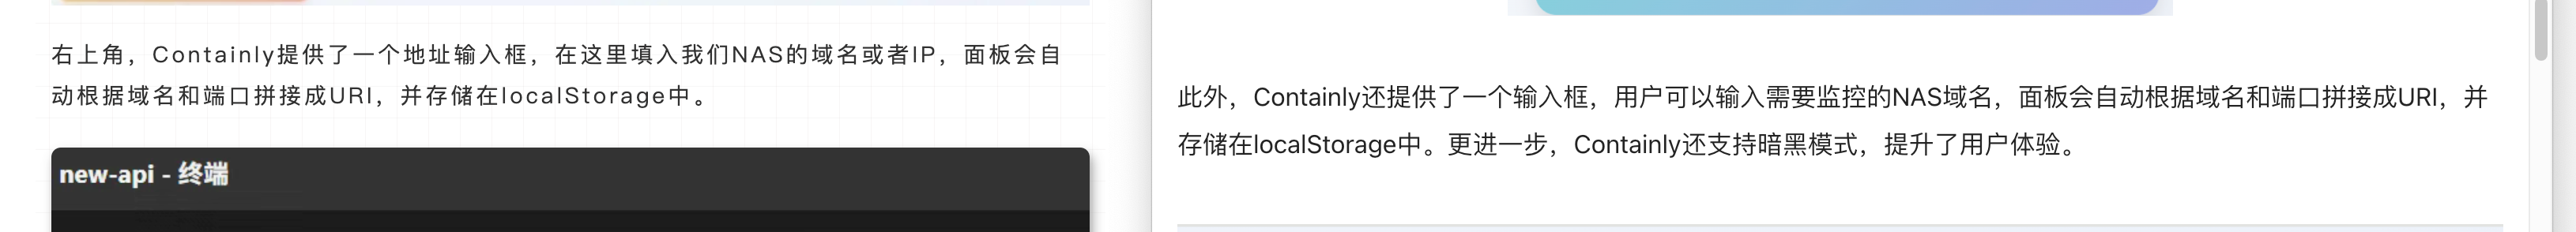 右上角，Containly提供了一个地址输入框，在这里填入我们NAS的域名或者IP，面板会自
动根据域名和端口拼接成URI，并存储在localStorage中。
new-api - 终端
此外，Containly还提供了一个输入框，用户可以输入需要监控的NAS域名，面板会自动根据域名和端口拼接成URI，并
存储在localStorage中。更进一步，Containly还支持暗黑模式，提升了用户体验。